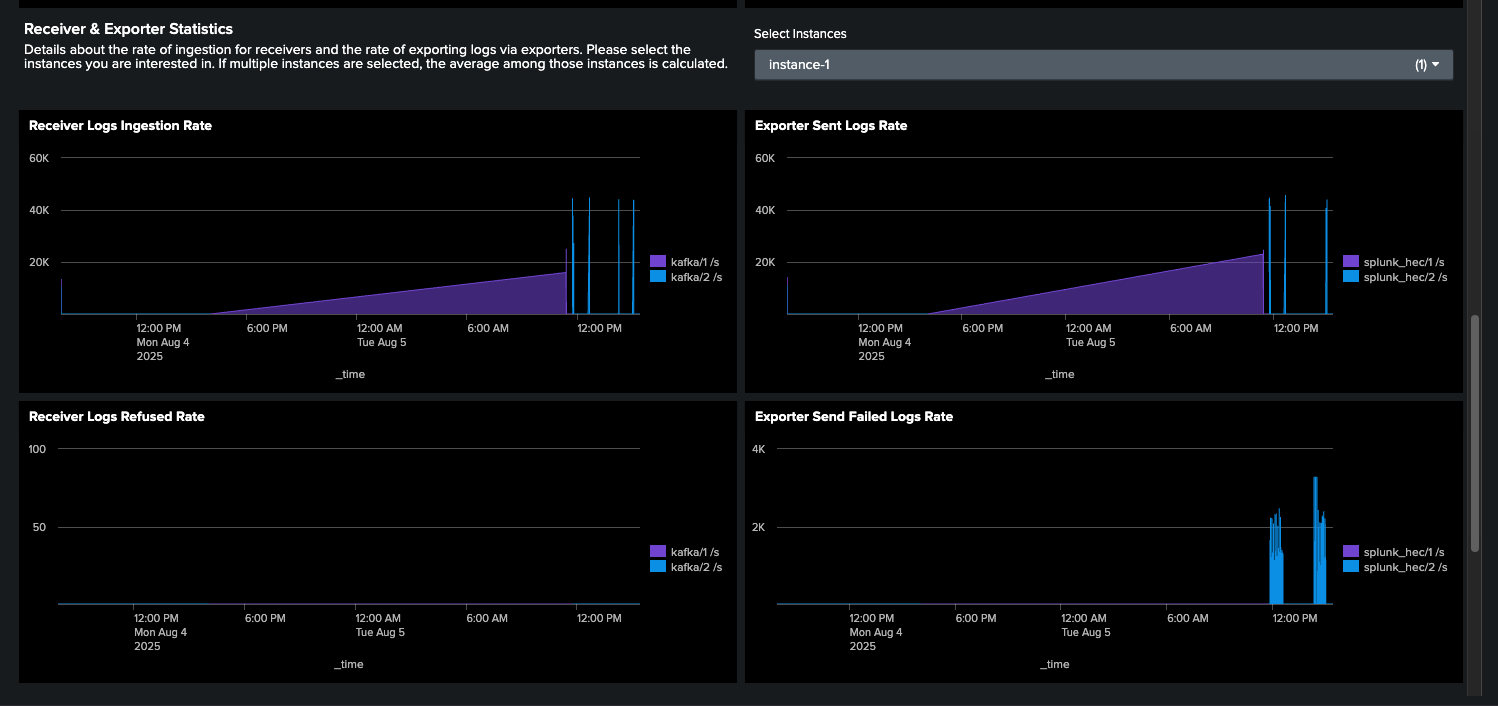 Receiver & Exporter Statistics
Details about the rate of ingestion for receivers and the rate of exporting logs via exporters. Please select the
instances you are interested in. If multiple instances are selected, the average among those instances is calculated.
Select Instances
instance-1 (1)
Receiver Logs Ingestion Rate
60K
40K
20K
kafka/1 /s
kafka/2 /s
12:00 PM 6:00 PM 12:00 AM 6:00 AM 12:00 PM
Mon Aug 4 Tue Aug 5
2025
_time
Exporter Sent Logs Rate
60K
40K
20K
splunk_hec/1 /s
splunk_hec/2 /s
12:00 PM 6:00 PM 12:00 AM 6:00 AM 12:00 PM
Mon Aug 4 Tue Aug 5
2025
_time
Receiver Logs Refused Rate
100
50
kafka/1 /s
kafka/2 /s
12:00 PM 6:00 PM 12:00 AM 6:00 AM 12:00 PM
Mon Aug 4 Tue Aug 5
2025
_time
Exporter Send Failed Logs Rate
4K
2K
splunk_hec/1 /s
splunk_hec/2 /s
12:00 PM 6:00 PM 12:00 AM 6:00 AM 12:00 PM
Mon Aug 4 Tue Aug 5
2025
_time